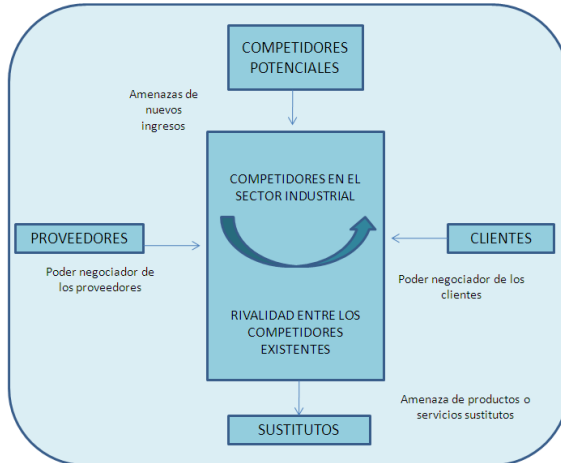 COMPETIDORES
POTENCIALES
Amenazas de
nuevos
ingresos
COMPETIDORES EN EL
SECTOR INDUSTRIAL
PROVEEDORES
CLIENTES
Poder negociador de
los proveedores
Poder negociador de los
clientes
RIVALIDAD ENTRE LOS
COMPETIDORES
EXISTENTES
Amenaza de productos o
servicios sustitutos
SUSTITUTOS